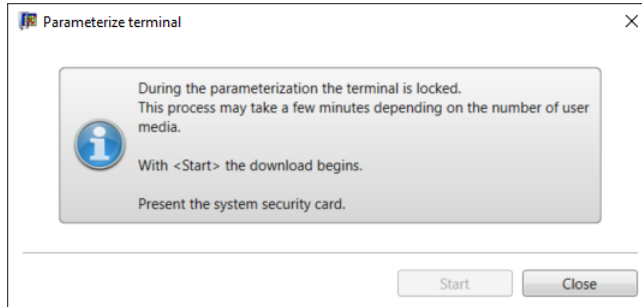 Parameterize terminal
During the parameterization the terminal is locked.
This process may take a few minutes depending on the number of user
media.
With <Start> the download begins.
Present the system security card.
Start
Close